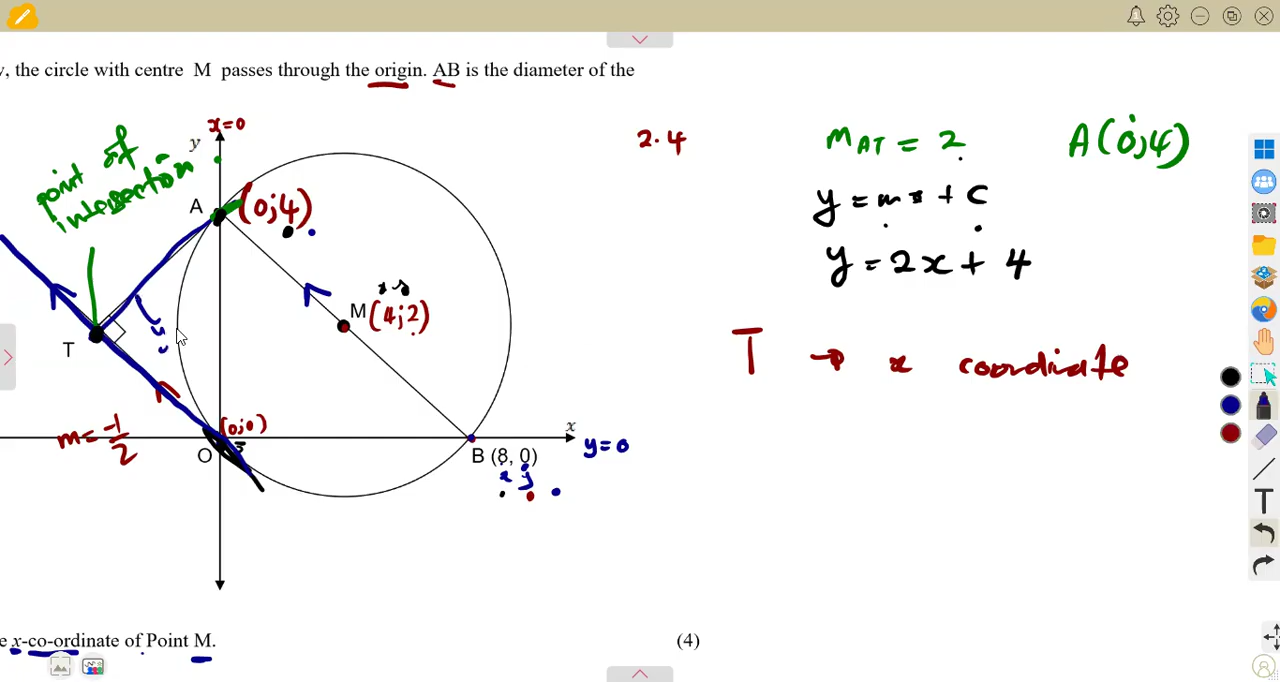 y, the circle with centre M passes through the origin. AB is the diameter of the
x=0
y
point of
intersection
A
(0;4)
M (4;2)
T
m = -1/2
(0;0)
O
x
y=0
B (8, 0)
x y
2.4
m AT = 2
A(0;4)
y = mx + c
y = 2x + 4
T → x coordinate
e x-co-ordinate of Point M.
(4)
T